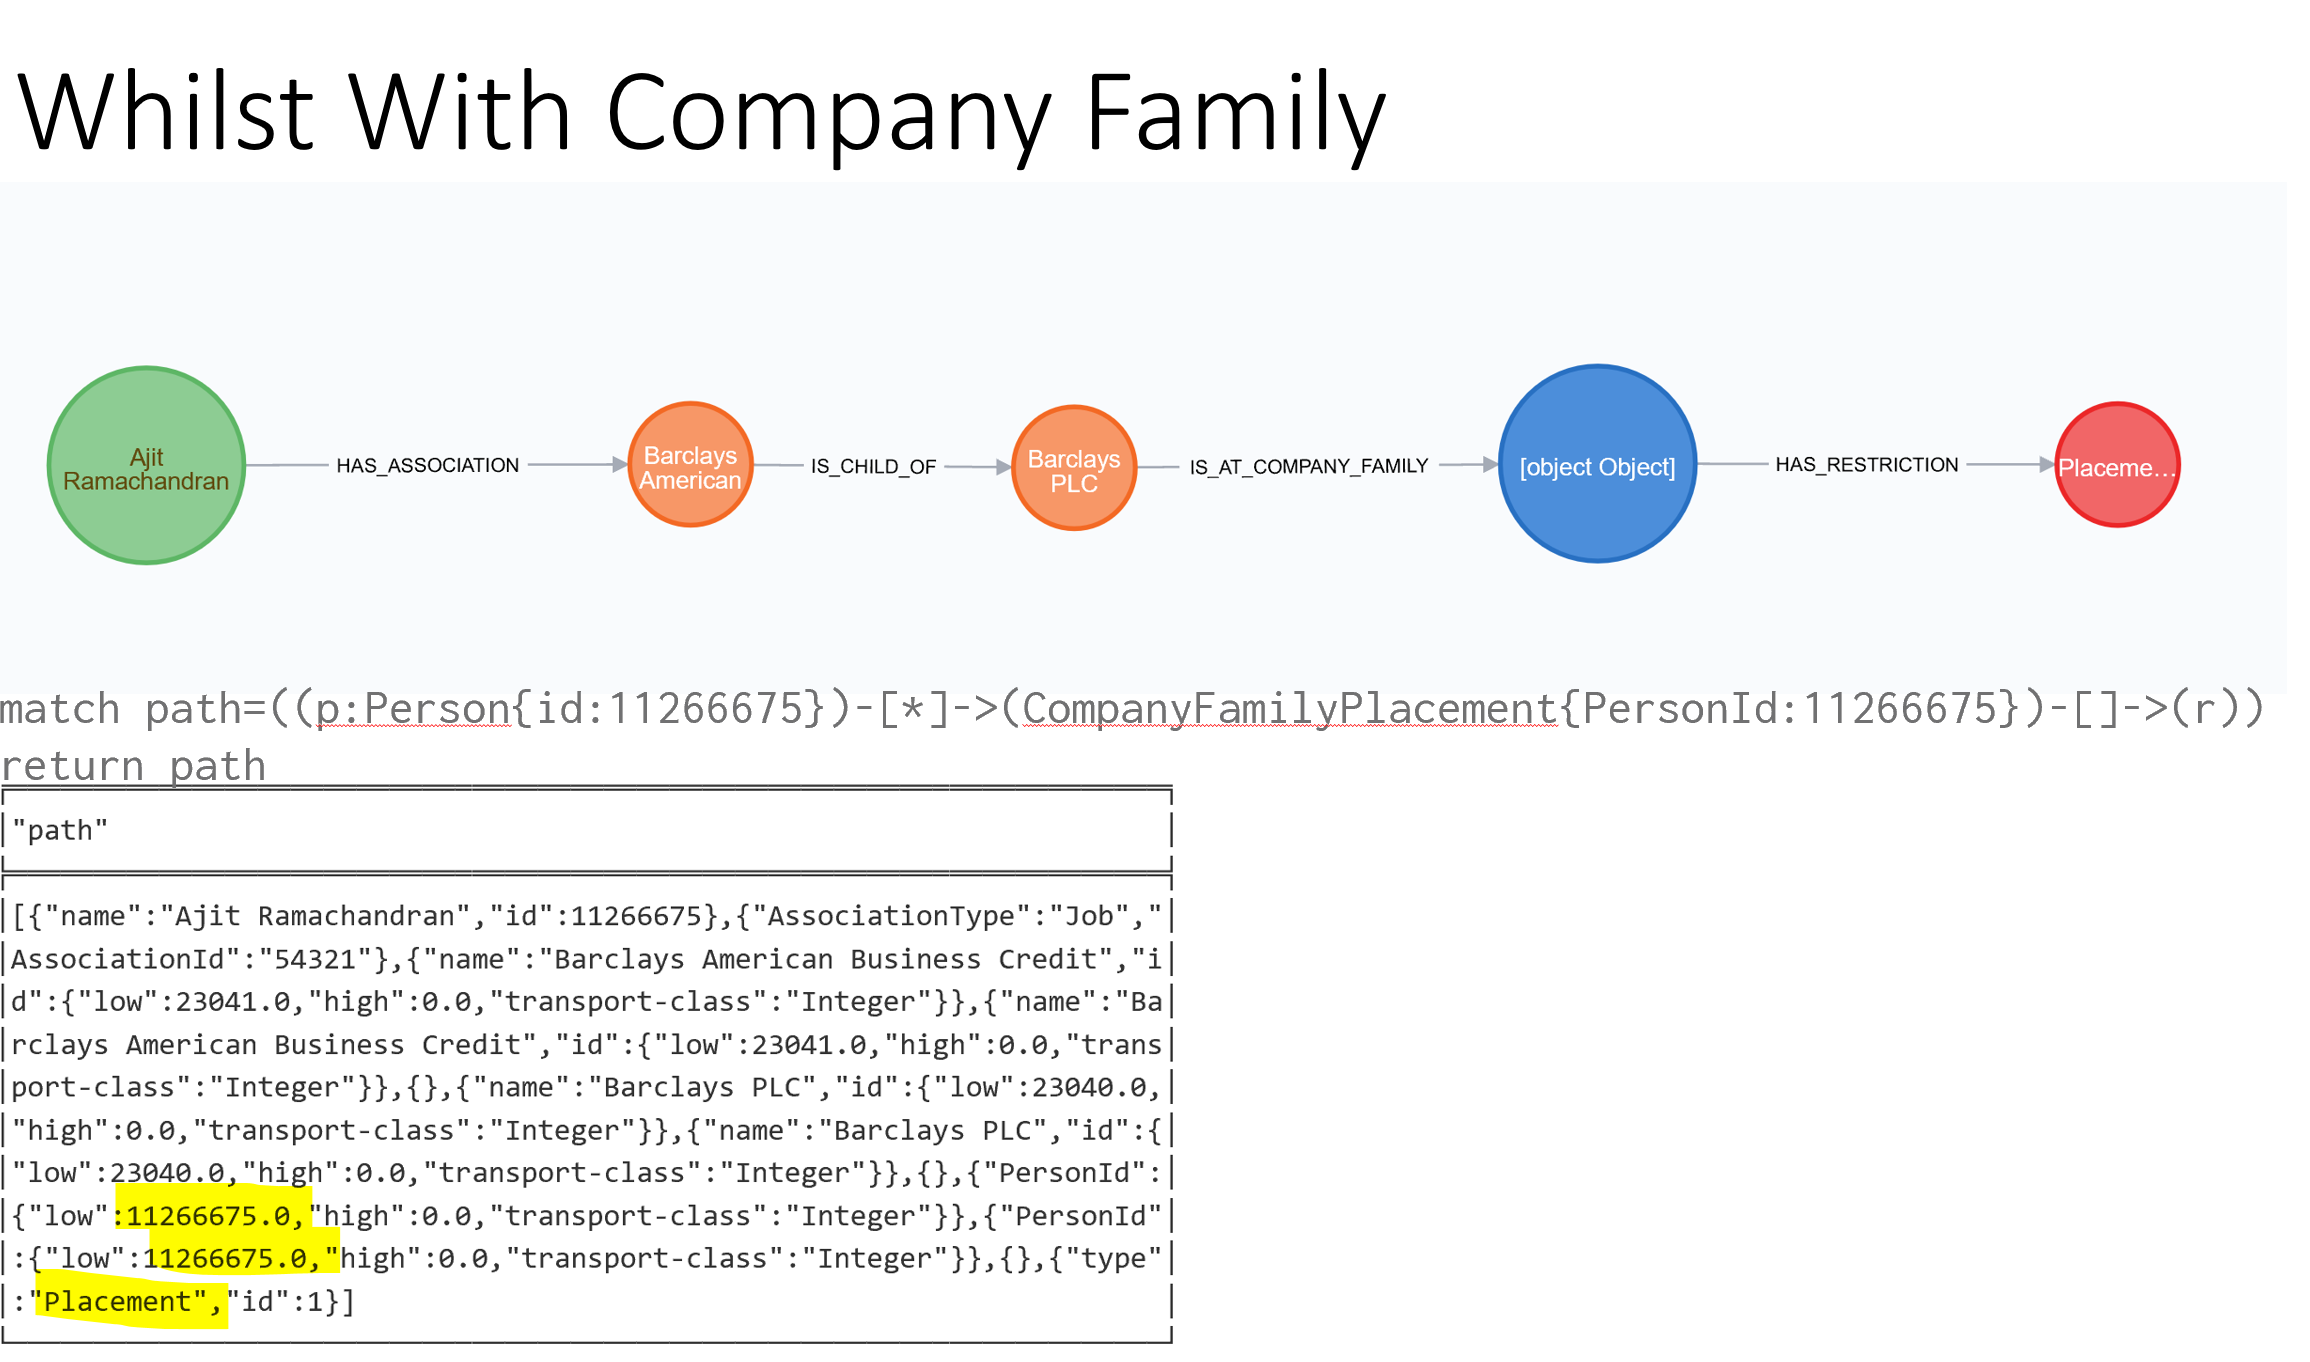 Whilst With Company Family
Ajit
Ramachandran
HAS_ASSOCIATION
Barclays
American
IS_CHILD_OF
Barclays
PLC
IS_AT_COMPANY_FAMILY
[object Object]
HAS_RESTRICTION
Placeme...
match path=((p:Person{id:11266675})-[*]->(CompanyFamilyPlacement{PersonId:11266675})-[]->(r))
return path
"path"
[{"name":"Ajit Ramachandran","id":11266675},{"AssociationType":"Job","
AssociationId":"54321"},{"name":"Barclays American Business Credit","i
d":{"low":23041.0,"high":0.0,"transport-class":"Integer"}},{"name":"Ba
rclays American Business Credit","id":{"low":23041.0,"high":0.0,"trans
port-class":"Integer"}},{},{"name":"Barclays PLC","id":{"low":23040.0,
"high":0.0,"transport-class":"Integer"}},{"name":"Barclays PLC","id":{
"low":23040.0,"high":0.0,"transport-class":"Integer"}},{},{"PersonId":
{"low":11266675.0,"high":0.0,"transport-class":"Integer"}},{"PersonId"
:{"low":11266675.0,"high":0.0,"transport-class":"Integer"}},{},{"type"
:"Placement","id":1}]